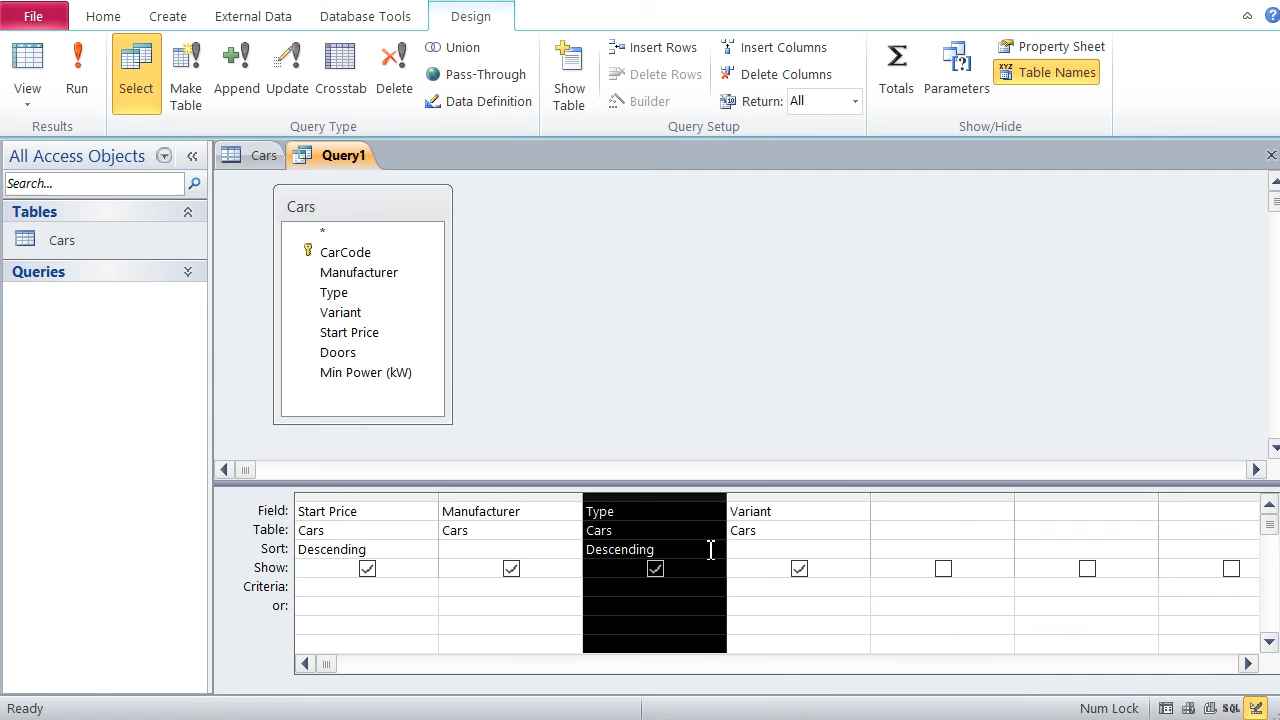 File Home Create External Data Database Tools Design
View Run Select Make Table Append Update Crosstab Delete
Union
Pass-Through
Data Definition
Show Table
Insert Rows
Delete Rows
Builder
Insert Columns
Delete Columns
Return: All
Totals Parameters
Property Sheet
XYZ Table Names
Results Query Type Query Setup Show/Hide
All Access Objects
Search...
Tables
Cars
Queries
Cars Query1
Cars
*
CarCode
Manufacturer
Type
Variant
Start Price
Doors
Min Power (kW)
Field: Start Price Manufacturer Type Variant
Table: Cars Cars Cars Cars
Sort: Descending Descending
Show:
Criteria:
or:
Ready Num Lock SQL